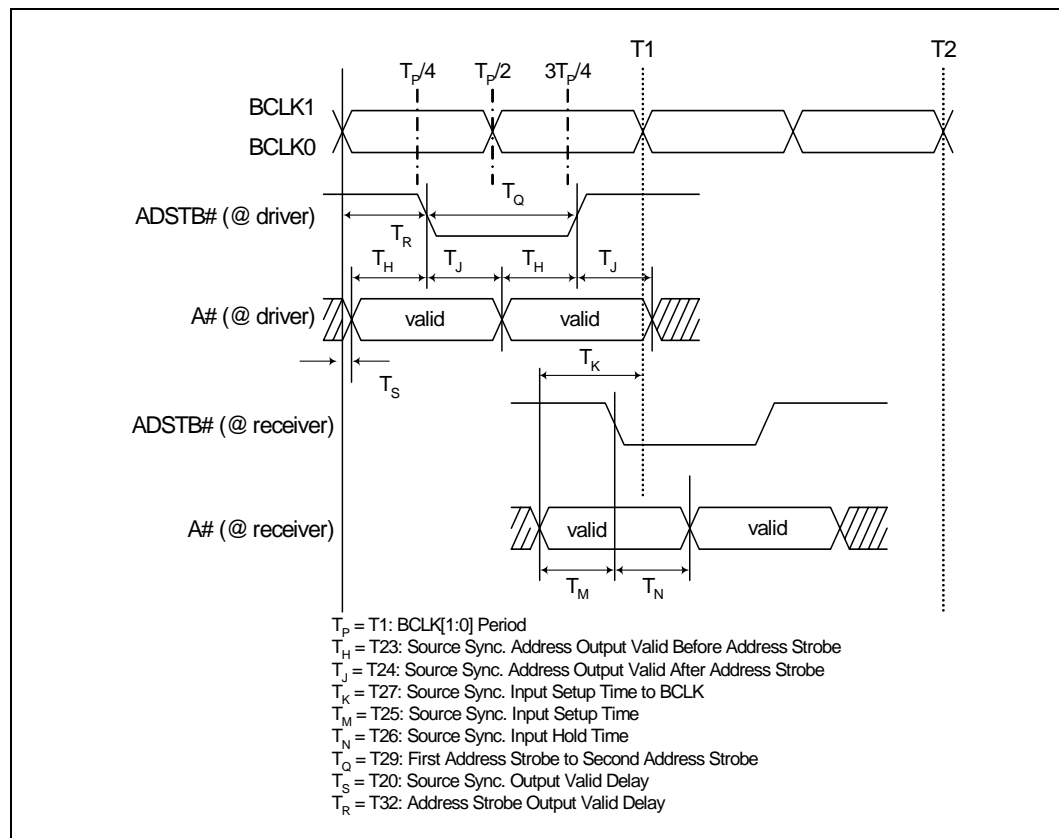 T1 T2
T_P/4 T_P/2 3T_P/4
BCLK1
BCLK0
T_Q
ADSTB# (@ driver)
T_R
T_H T_J T_H T_J
A# (@ driver) valid valid
T_K
T_S
ADSTB# (@ receiver)
A# (@ receiver) valid valid
T_M T_N
T_P = T1: BCLK[1:0] Period
T_H = T23: Source Sync. Address Output Valid Before Address Strobe
T_J = T24: Source Sync. Address Output Valid After Address Strobe
T_K = T27: Source Sync. Input Setup Time to BCLK
T_M = T25: Source Sync. Input Setup Time
T_N = T26: Source Sync. Input Hold Time
T_Q = T29: First Address Strobe to Second Address Strobe
T_S = T20: Source Sync. Output Valid Delay
T_R = T32: Address Strobe Output Valid Delay